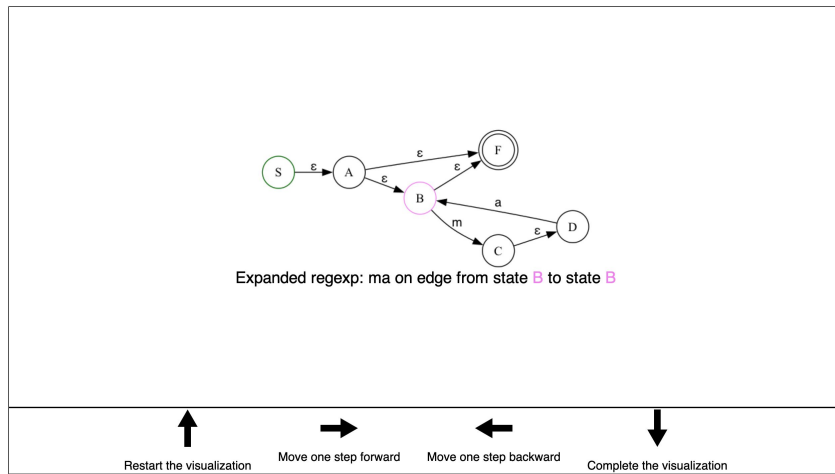 ε
F
S
ε
A
ε
ε
B
a
m
D
ε
C
Expanded regexp: ma on edge from state B to state B
Restart the visualization
Move one step forward
Move one step backward
Complete the visualization